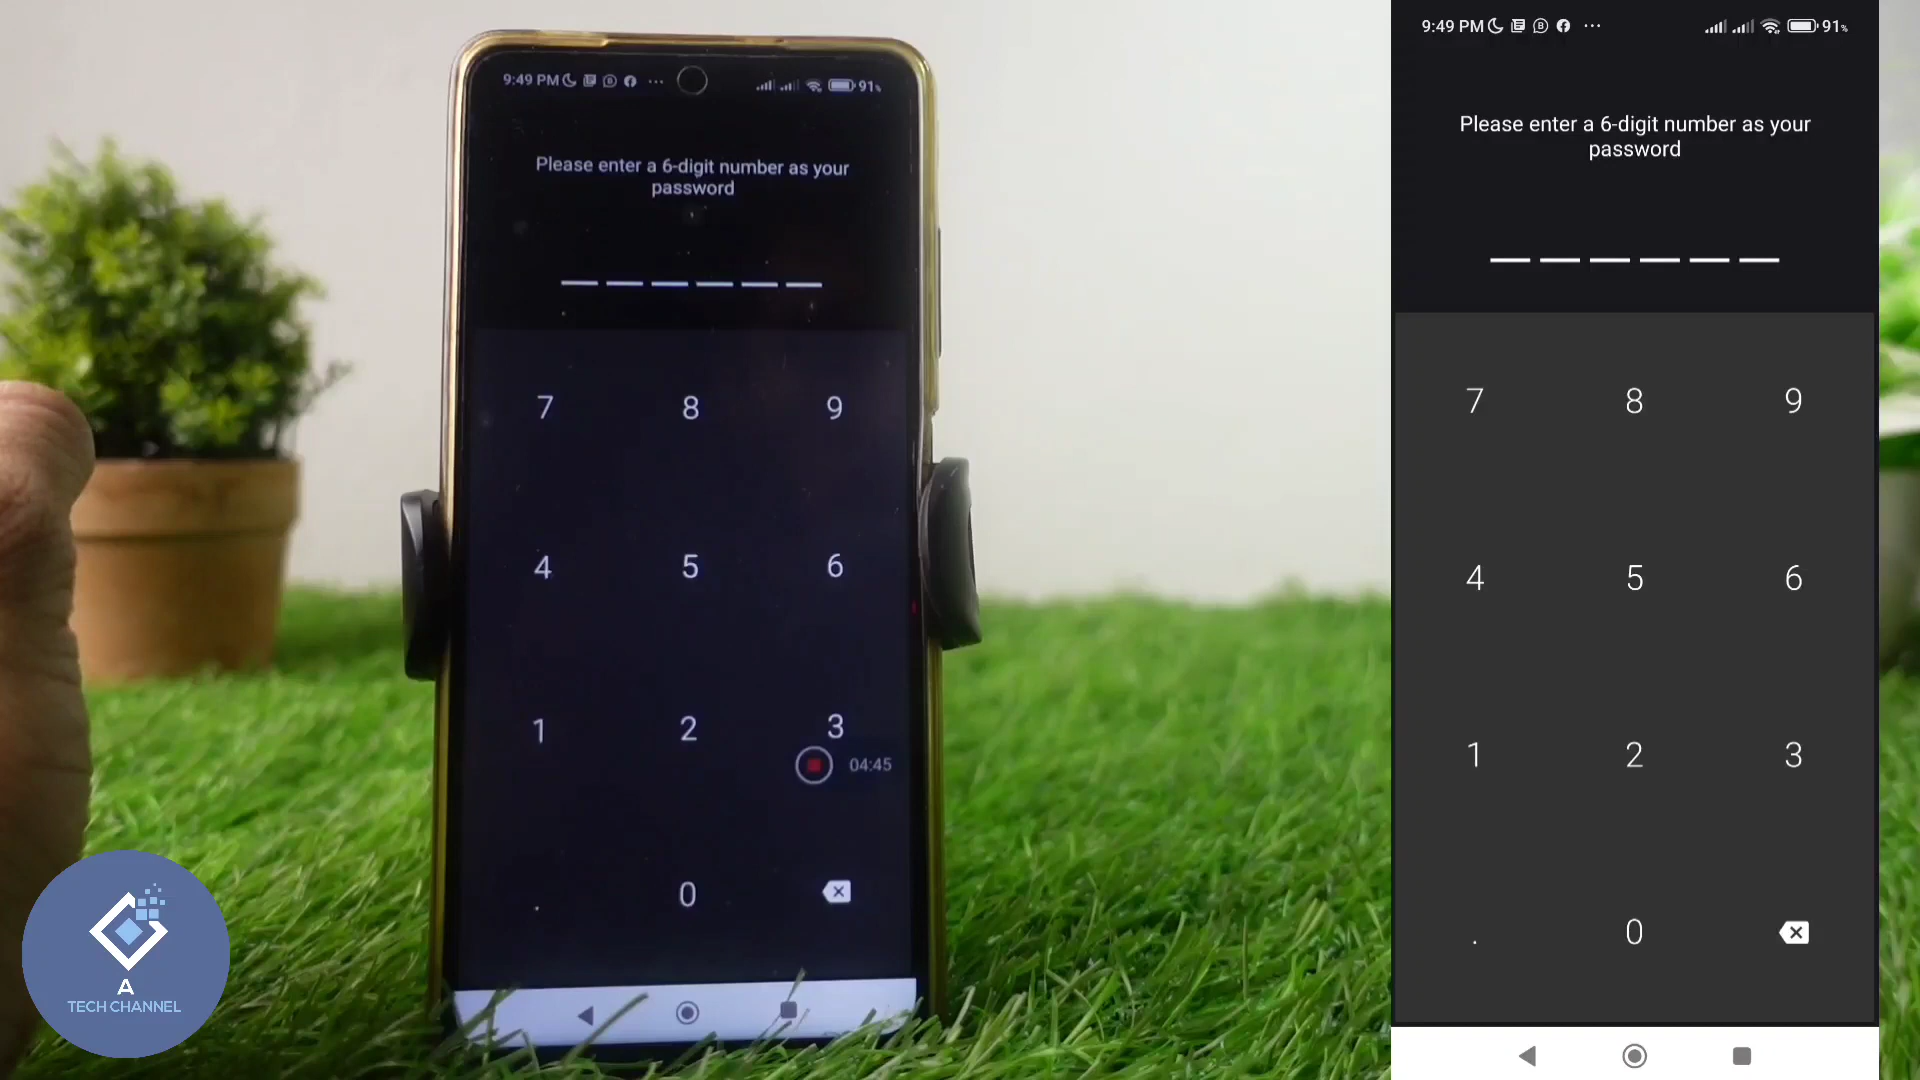 9:49 PM
91%
Please enter a 6-digit number as your
password
7 8 9
4 5 6
1 2 3
04:45
. 0
A
TECH CHANNEL
9:49 PM
91%
Please enter a 6-digit number as your
password
7 8 9
4 5 6
1 2 3
. 0